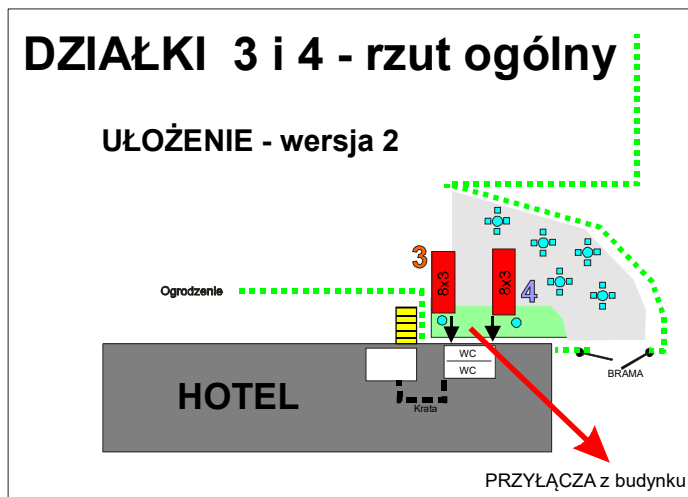 DZIAŁKI 3 i 4 - rzut ogólny
UŁOŻENIE - wersja 2
3
8x3
8x3
4
Ogrodzenie
WC
WC
BRAMA
HOTEL
Krata
PRZYŁĄCZA z budynku